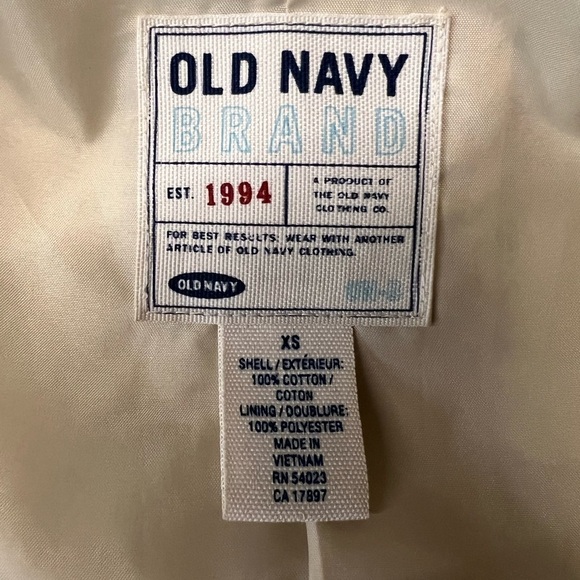 OLD NAVY
BRAND
EST. 1994
A PRODUCT OF
THE OLD NAVY
CLOTHING CO.
FOR BEST RESULTS: WEAR WITH ANOTHER
ARTICLE OF OLD NAVY CLOTHING.
OLD NAVY
XS
SHELL / EXTÉRIEUR:
100% COTTON /
COTON
LINING / DOUBLURE:
100% POLYESTER
MADE IN
VIETNAM
RN 54023
CA 17897